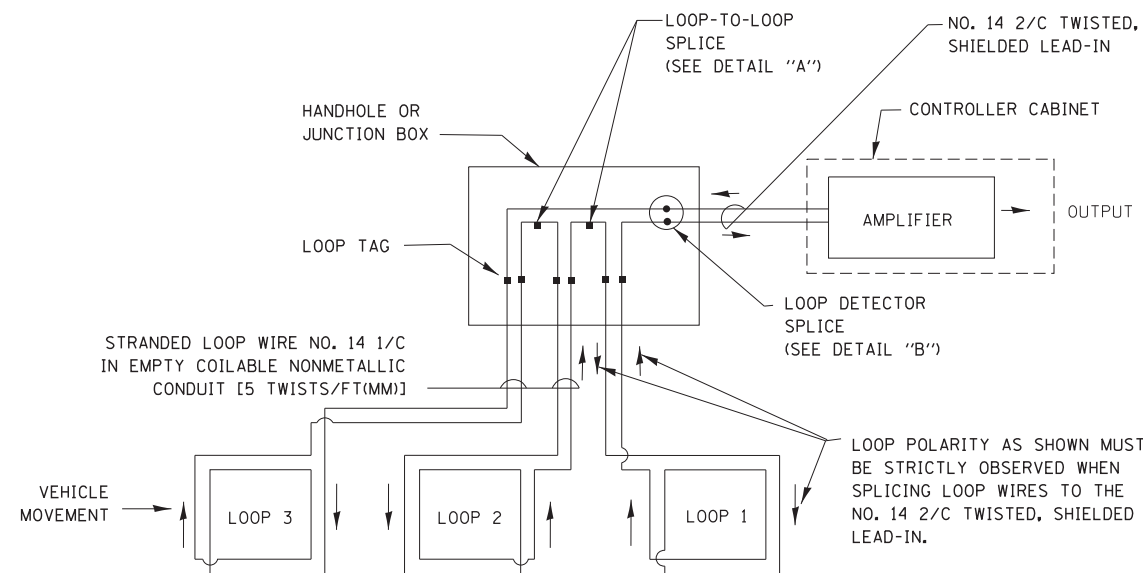 LOOP-TO-LOOP
SPLICE
(SEE DETAIL "A")
NO. 14 2/C TWISTED,
SHIELDED LEAD-IN
HANDHOLE OR
JUNCTION BOX
CONTROLLER CABINET
AMPLIFIER
OUTPUT
LOOP TAG
LOOP DETECTOR
SPLICE
(SEE DETAIL "B")
STRANDED LOOP WIRE NO. 14 1/C
IN EMPTY COILABLE NONMETALLIC
CONDUIT [5 TWISTS/FT(MM)]
LOOP POLARITY AS SHOWN MUST
BE STRICTLY OBSERVED WHEN
SPLICING LOOP WIRES TO THE
NO. 14 2/C TWISTED, SHIELDED
LEAD-IN.
VEHICLE
MOVEMENT
LOOP 3
LOOP 2
LOOP 1